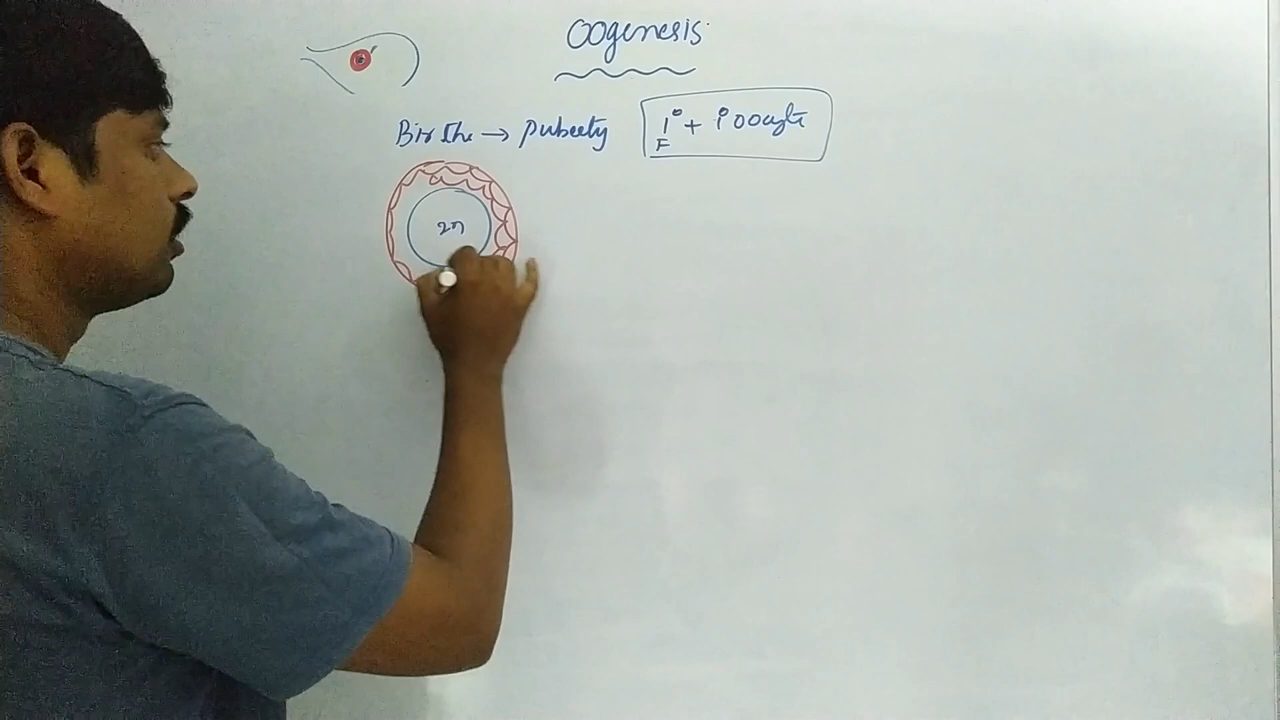 Oogenesis
Birth → puberty 1° + 1° oocyte
F
2n